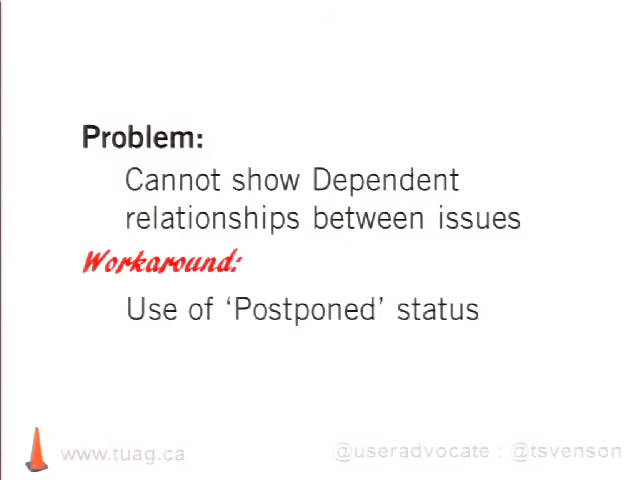 Problem:
Cannot show Dependent
relationships between issues
Workaround:
Use of ‘Postponed’ status
www.tuag.ca
@useradvocate : @tsvenson